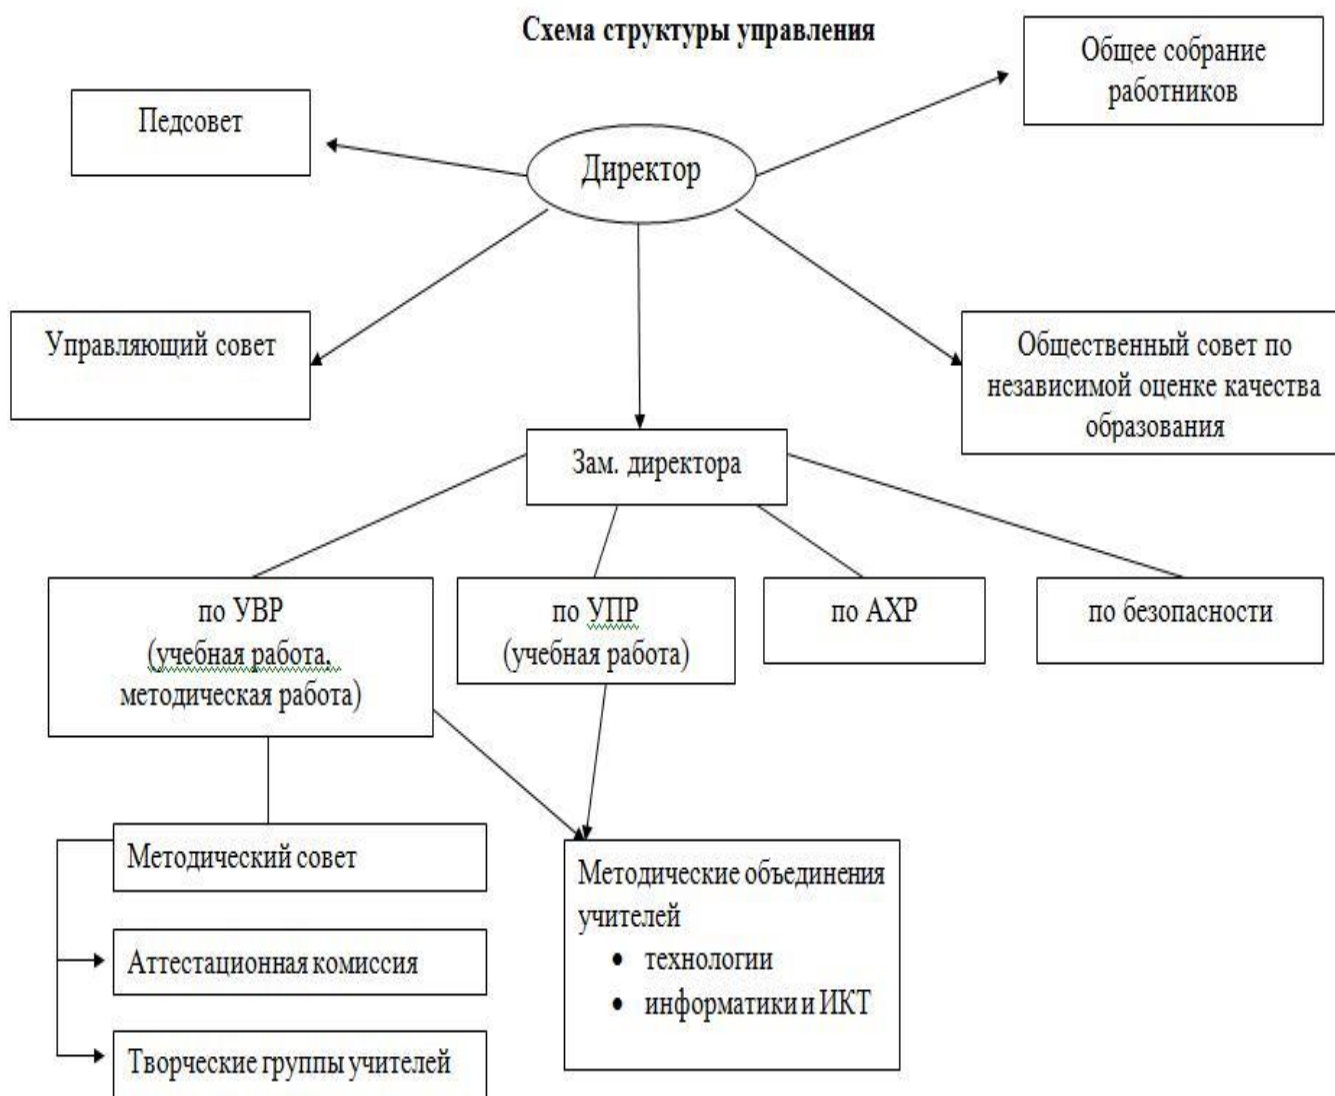 Схема структуры управления
Общее собрание
работников
Педсовет
Директор
Управляющий совет
Общественный совет по
независимой оценке качества
образования
Зам. директора
по УВР
(учебная работа,
методическая работа)
по УПР
(учебная работа)
по АХР
по безопасности
Методический совет
Аттестационная комиссия
Творческие группы учителей
Методические объединения
учителей
• технологии
• информатики и ИКТ